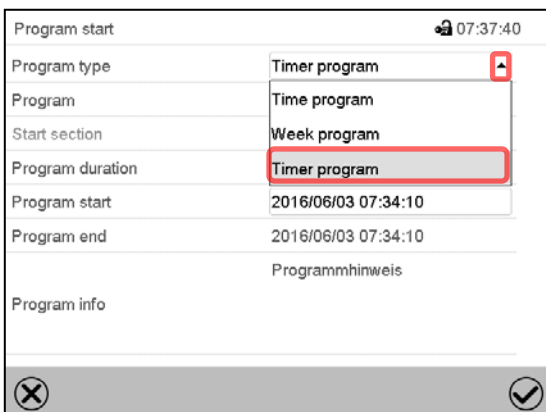 Program start 07:37:40
Program type Timer program
Program Time program
Start section Week program
Program duration Timer program
Program start 2016/06/03 07:34:10
Program end 2016/06/03 07:34:10
Programmhinweis
Program info